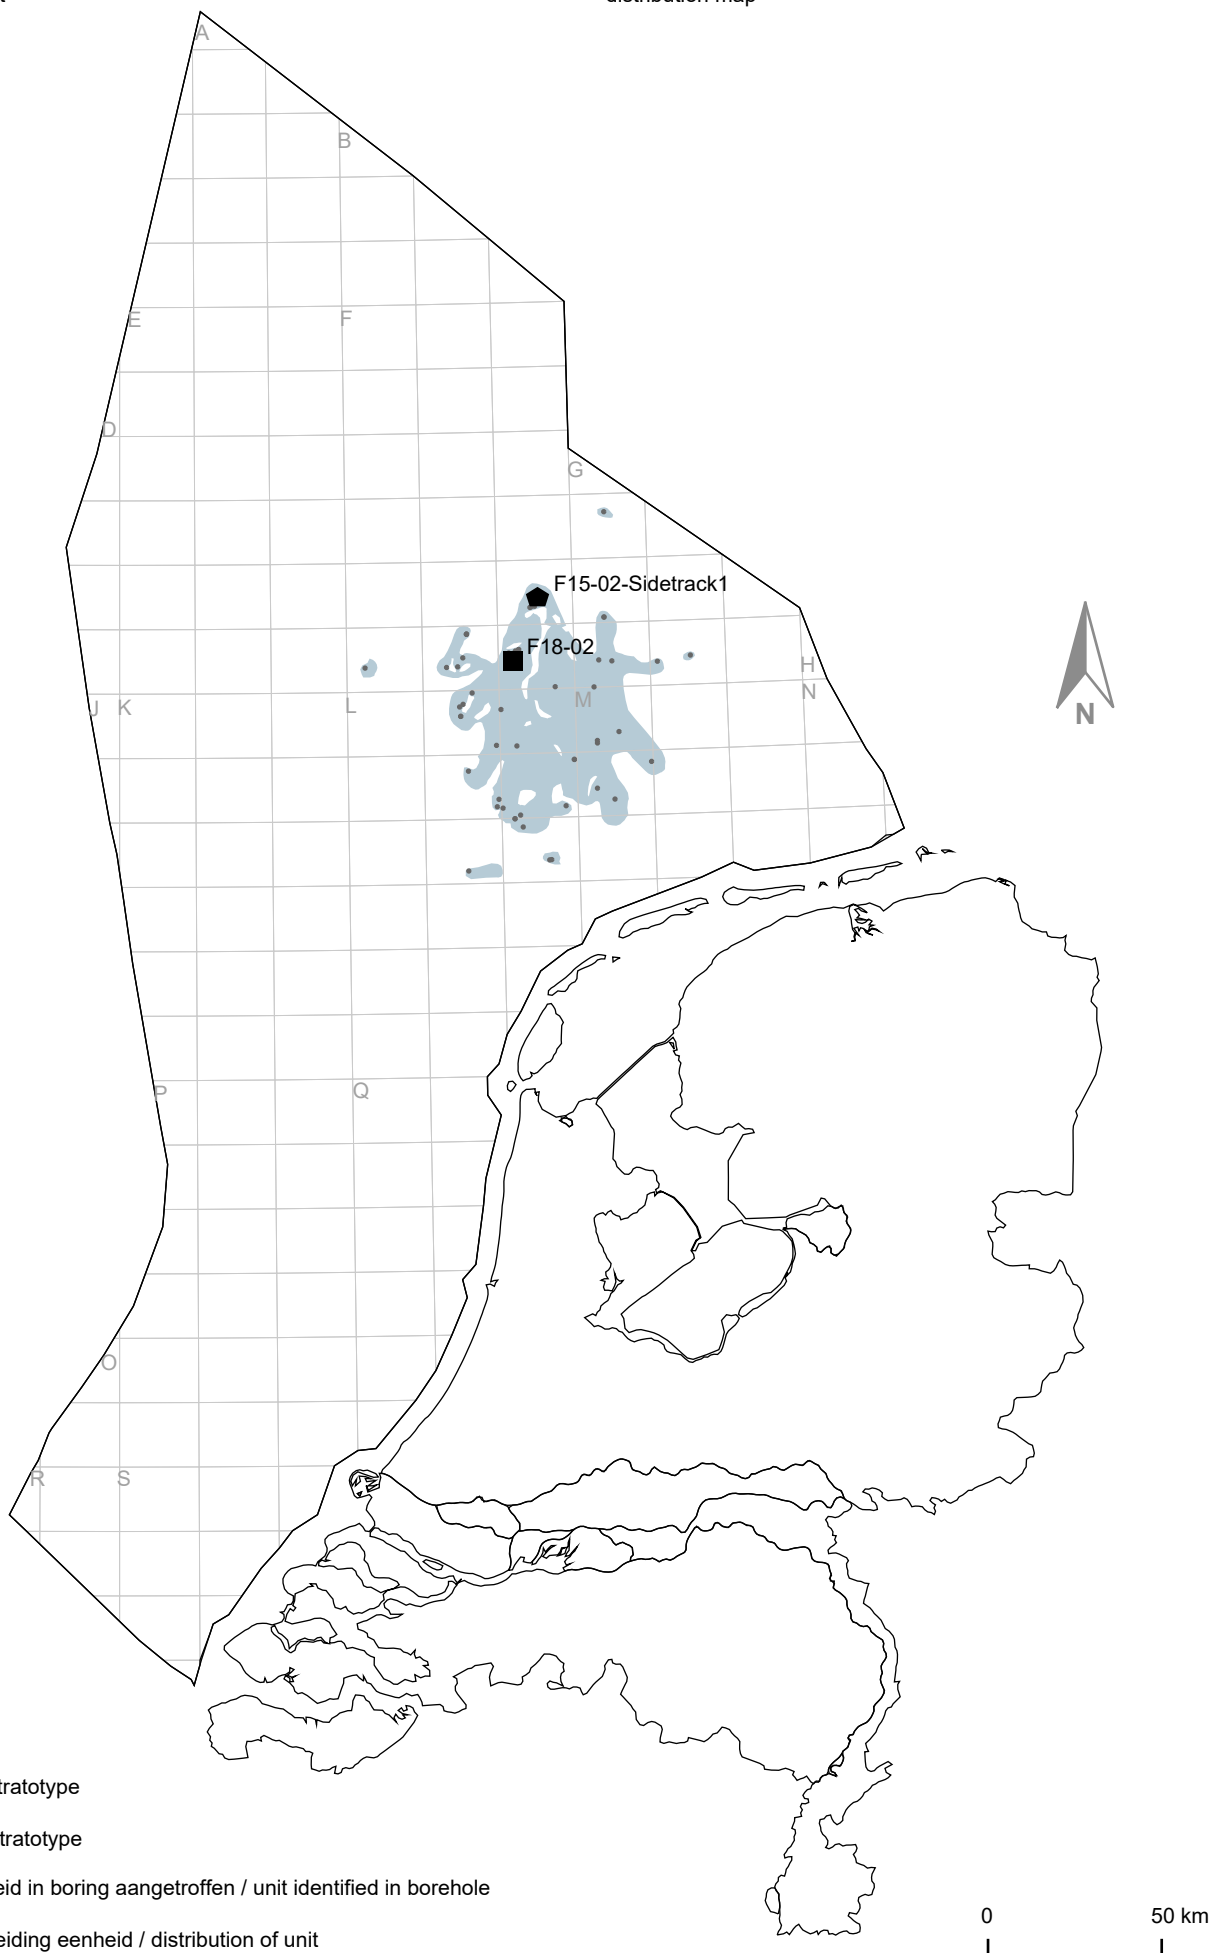 distribution map
A
B
E
F
D
G
F15-02-Sidetrack1
F18-02
H
N
M
J
K
L
N
P
Q
O
R
S
tratotype
tratotype
eid in boring aangetroffen / unit identified in borehole
eiding eenheid / distribution of unit
0
50 km